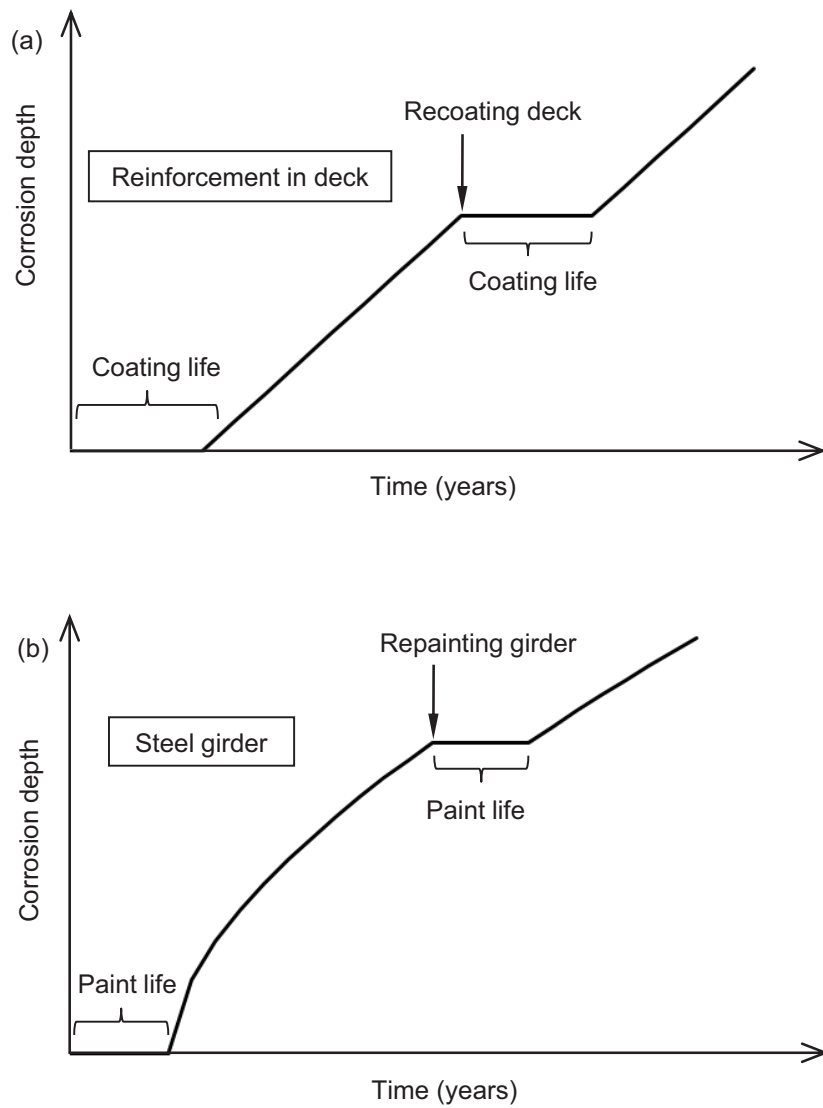 (a)
Corrosion depth
Recoating deck
Reinforcement in deck
Coating life
Coating life
Time (years)
(b)
Corrosion depth
Repainting girder
Steel girder
Paint life
Paint life
Time (years)